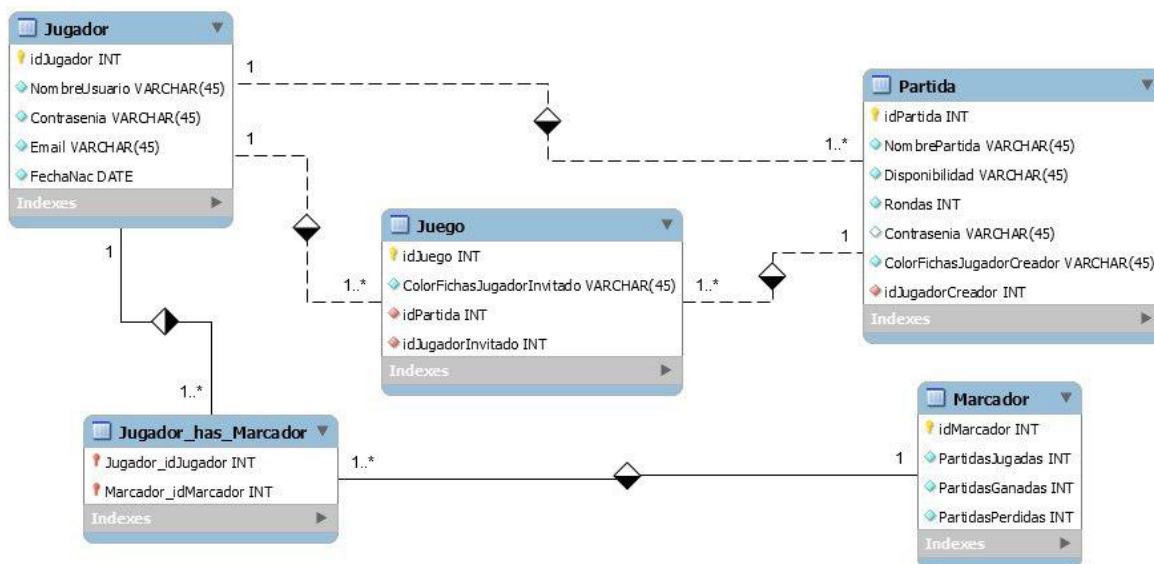 Jugador
idJugador INT
NombreUsuario VARCHAR(45)
Contrasenia VARCHAR(45)
Email VARCHAR(45)
FechaNac DATE
Indexes
1
1
1
1..*
Partida
idPartida INT
NombrePartida VARCHAR(45)
Disponibilidad VARCHAR(45)
Rondas INT
Contrasenia VARCHAR(45)
ColorFichasJugadorCreador VARCHAR(45)
idJugadorCreador INT
Indexes
1
Juego
idJuego INT
ColorFichasJugadorInvitado VARCHAR(45)
idPartida INT
idJugadorInvitado INT
Indexes
1..*
1..*
1..*
Jugador_has_Marcador
Jugador_idJugador INT
Marcador_idMarcador INT
Indexes
1..*
1
Marcador
idMarcador INT
PartidasJugadas INT
PartidasGanadas INT
PartidasPerdidas INT
Indexes